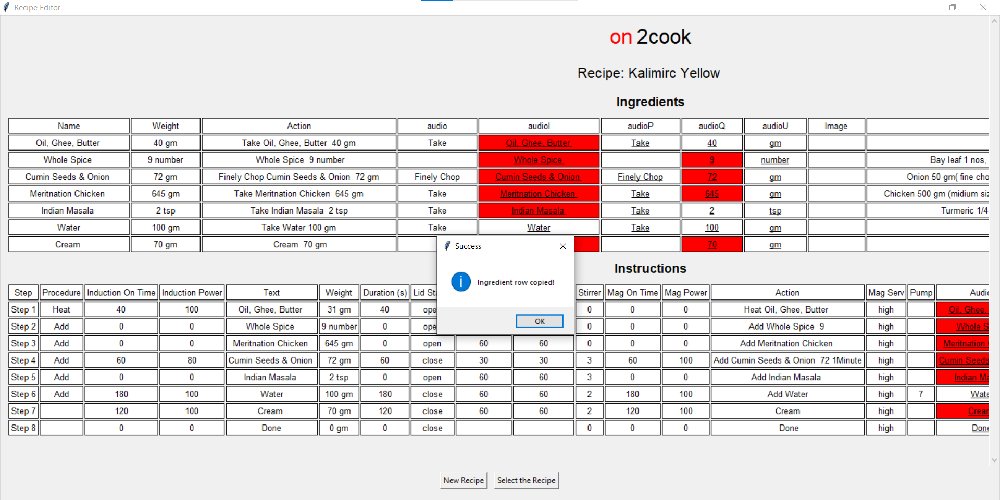 Recipe Editor
on 2cook
Recipe: Kalimirc Yellow
Ingredients
Name Weight Action audio audioI audioP audioQ audioU Image
Oil, Ghee, Butter 40 gm Take Oil, Ghee, Butter 40 gm Take Oil, Ghee, Butter Take 40 gm
Whole Spice 9 number Whole Spice 9 number Whole Spice 9 number Bay leaf 1 nos,
Cumin Seeds & Onion 72 gm Finely Chop Cumin Seeds & Onion 72 gm Finely Chop Cumin Seeds & Onion Finely Chop 72 gm Onion 50 gm( fine cho
Meritnation Chicken 645 gm Take Meritnation Chicken 645 gm Take Meritnation Chicken Take 645 gm Chicken 500 gm (midium siz
Indian Masala 2 tsp Take Indian Masala 2 tsp Take Indian Masala Take 2 tsp Turmeric 1/4
Water 100 gm Take Water 100 gm Take Water Take 100 gm
Cream 70 gm Cream 70 gm 70 gm
Success
Ingredient row copied!
OK
Instructions
Step Procedure Induction On Time Induction Power Text Weight Duration (s) Lid Sta Stirrer Mag On Time Mag Power Action Mag Serv Pump Audio
Step 1 Heat 40 100 Oil, Ghee, Butter 31 gm 40 ope 0 0 0 Heat Oil, Ghee, Butter high Oil, Ghee,
Step 2 Add 0 0 Whole Spice 9 number 0 ope 0 0 0 Add Whole Spice 9 high Whole S
Step 3 Add 0 0 Meritnation Chicken 645 gm 0 open 60 60 0 0 0 Add Meritnation Chicken high Meritnation
Step 4 Add 60 80 Cumin Seeds & Onion 72 gm 60 close 30 30 3 60 100 Add Cumin Seeds & Onion 72 1Minute high Cumin Seeds
Step 5 Add 0 0 Indian Masala 2 tsp 0 open 60 60 3 0 0 Add Indian Masala high Indian Ma
Step 6 Add 180 100 Water 100 gm 180 close 60 60 2 180 100 Add Water high 7 Wate
Step 7 120 100 Cream 70 gm 120 close 60 60 2 120 100 Cream high Crear
Step 8 0 0 Done 0 gm 0 close 0 0 0 Done high Done
New Recipe Select the Recipe